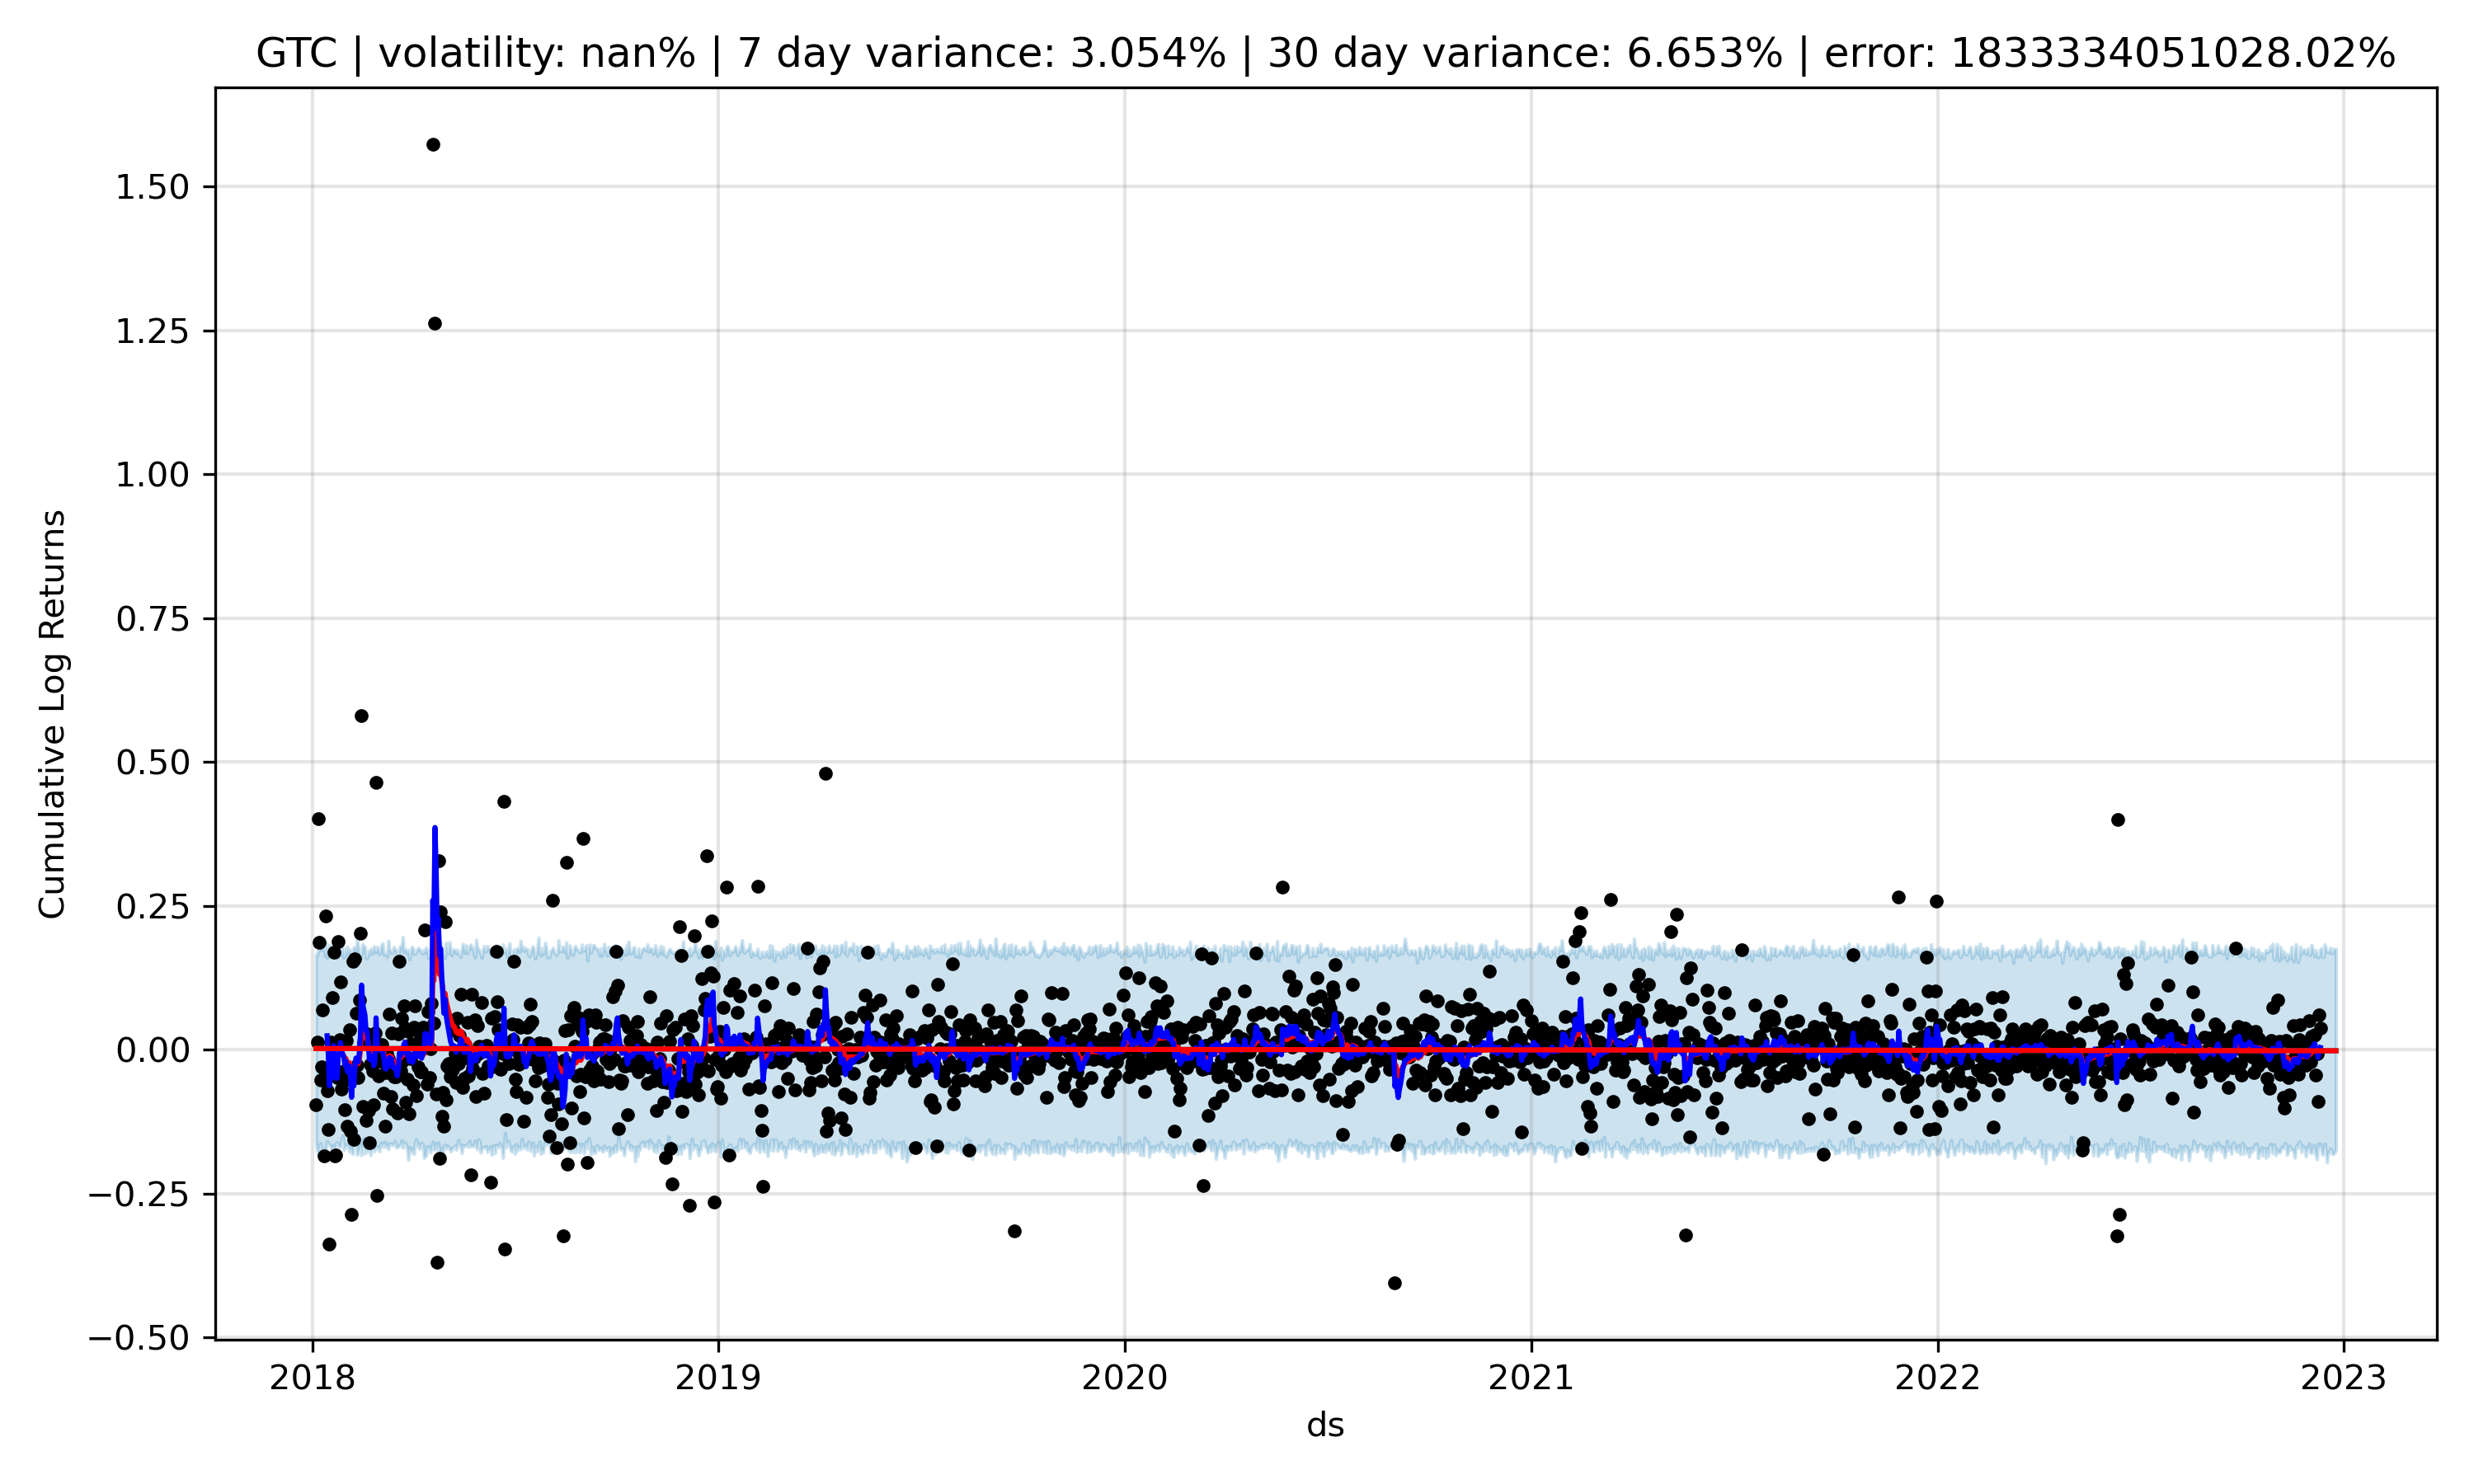 GTC | volatility: nan% | 7 day variance: 3.054% | 30 day variance: 6.653% | error: 1833334051028.02%
Cumulative Log Returns
1.50
1.25
1.00
0.75
0.50
0.25
0.00
−0.25
−0.50
2018 2019 2020 2021 2022 2023
ds